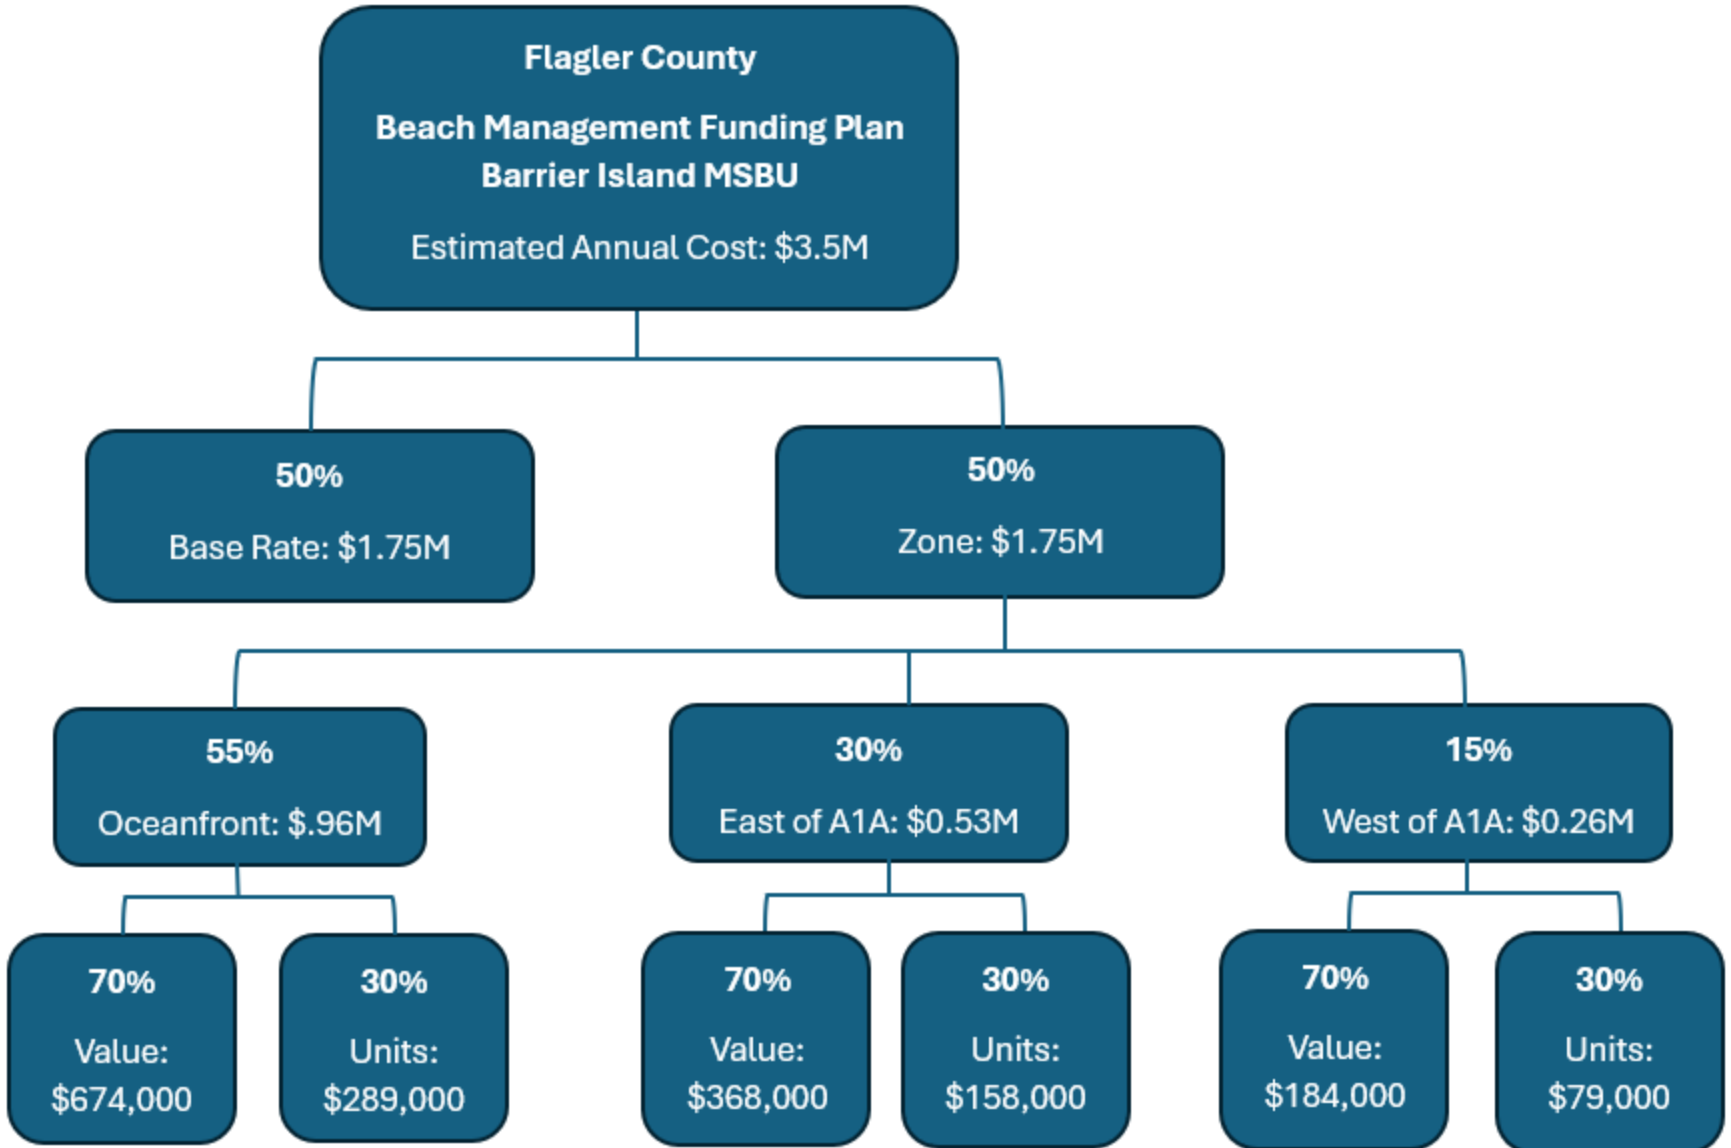 Flagler County
Beach Management Funding Plan
Barrier Island MSBU
Estimated Annual Cost: $3.5M
50%
Base Rate: $1.75M
50%
Zone: $1.75M
55%
Oceanfront: $.96M
30%
East of A1A: $0.53M
15%
West of A1A: $0.26M
70%
Value:
$674,000
30%
Units:
$289,000
70%
Value:
$368,000
30%
Units:
$158,000
70%
Value:
$184,000
30%
Units:
$79,000